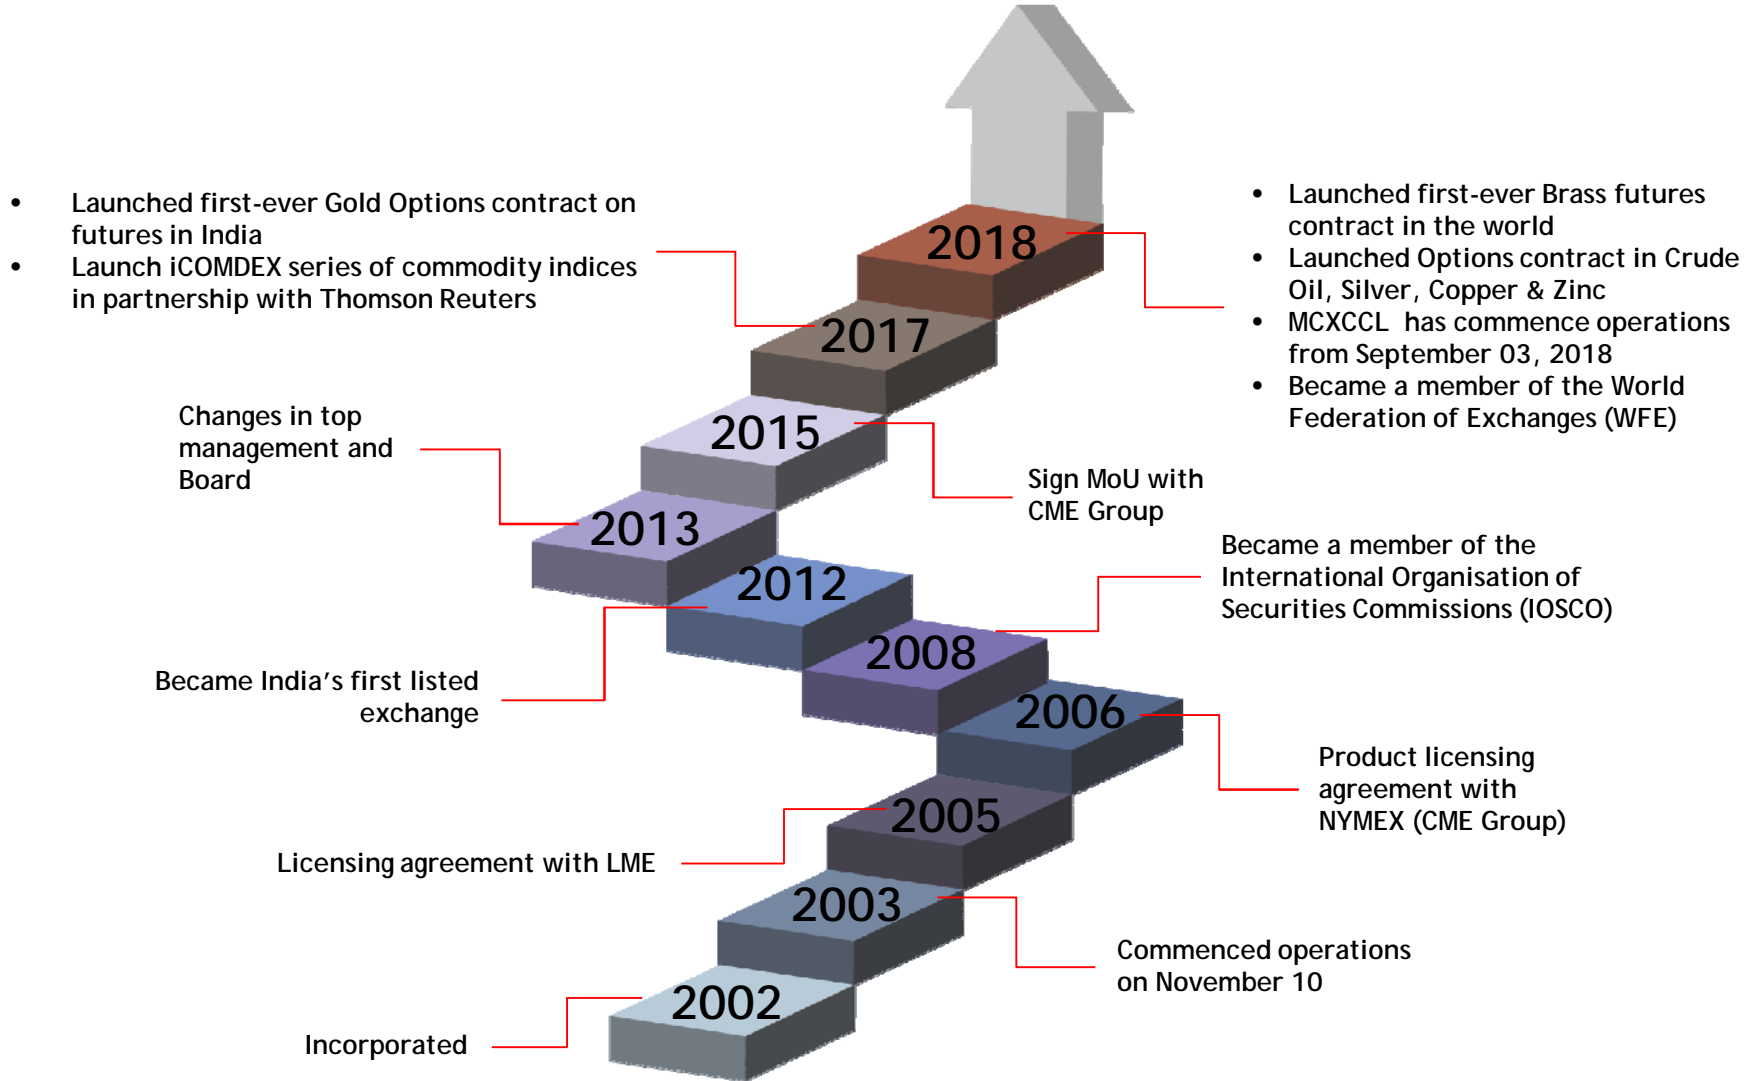 • Launched first-ever Gold Options contract on
futures in India
• Launch iCOMDEX series of commodity indices
in partnership with Thomson Reuters
• Launched first-ever Brass futures
contract in the world
• Launched Options contract in Crude
Oil, Silver, Copper & Zinc
• MCXCCL has commence operations
from September 03, 2018
• Became a member of the World
Federation of Exchanges (WFE)
2018
2017
Changes in top
management and
Board
2015
Sign MoU with
CME Group
2013
Became a member of the
International Organisation of
Securities Commissions (IOSCO)
2012
2008
Became India’s first listed
exchange
2006
Product licensing
agreement with
NYMEX (CME Group)
2005
Licensing agreement with LME
2003
Commenced operations
on November 10
2002
Incorporated